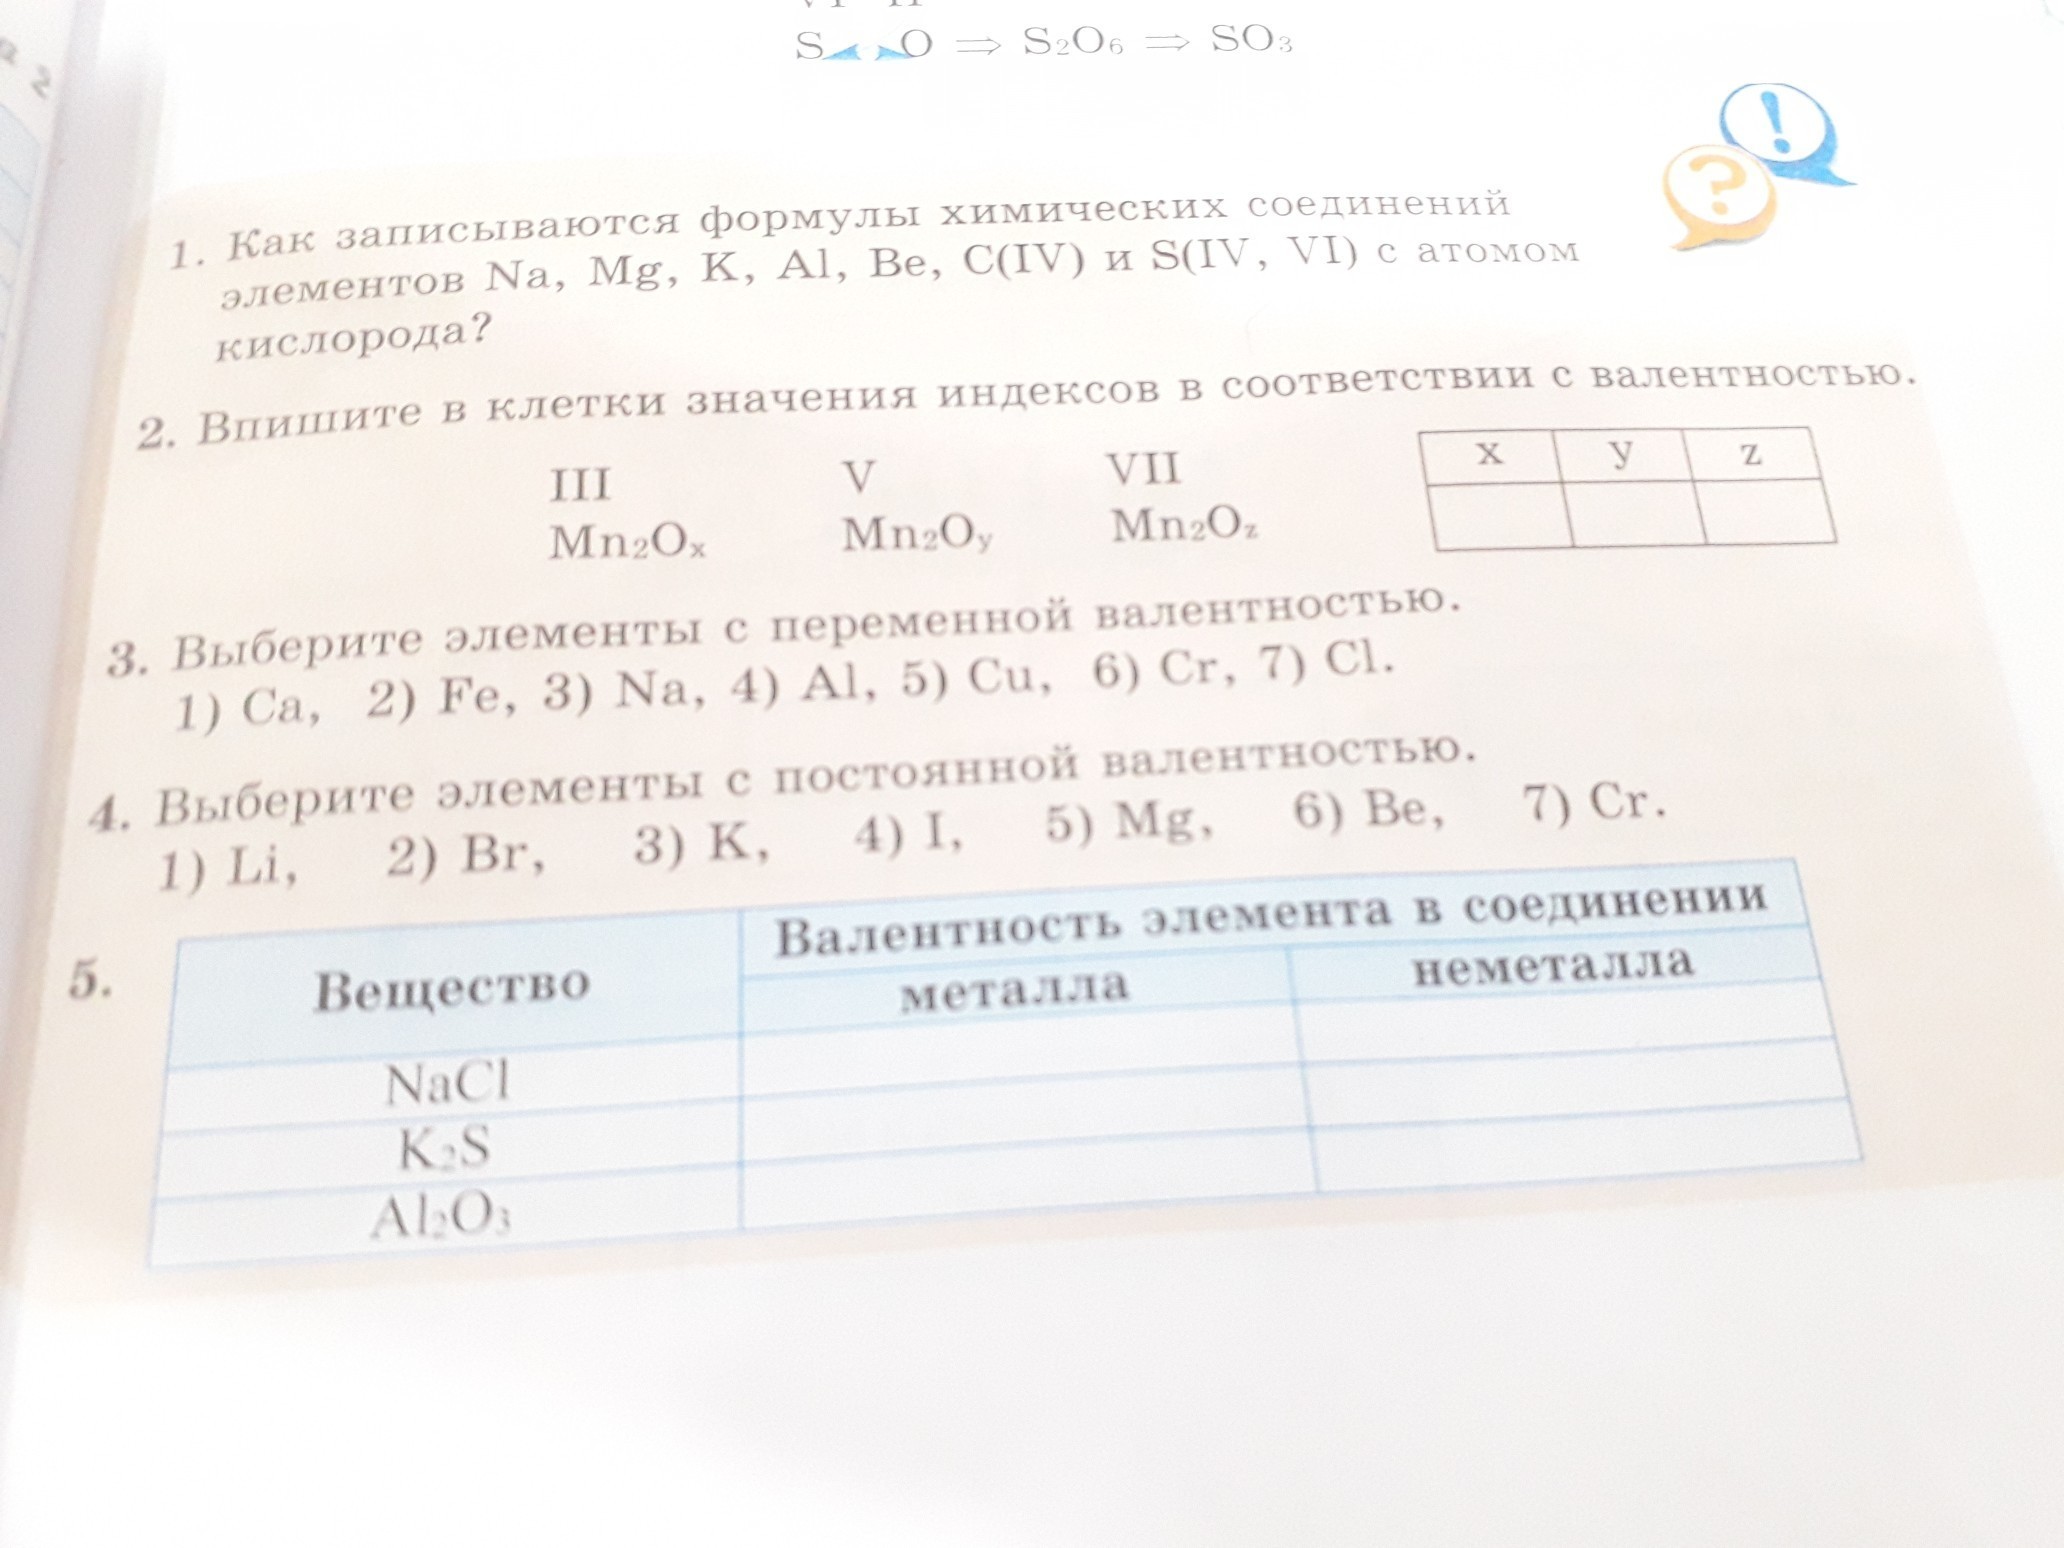 S O ⇒ S₂O₆ ⇒ SO₃
1. Как записываются формулы химических соединений
элементов Na, Mg, K, Al, Be, C(IV) и S(IV, VI) с атомом
кислорода?
2. Впишите в клетки значения индексов в соответствии с валентностью.
III V VII
Mn₂Oₓ Mn₂Oy Mn₂Oz
x y z
3. Выберите элементы с переменной валентностью.
1) Ca, 2) Fe, 3) Na, 4) Al, 5) Cu, 6) Cr, 7) Cl.
4. Выберите элементы с постоянной валентностью.
1) Li, 2) Br, 3) K, 4) I, 5) Mg, 6) Be, 7) Cr.
5.
Вещество
Валентность элемента в соединении
металла
неметалла
NaCl
K₂S
Al₂O₃